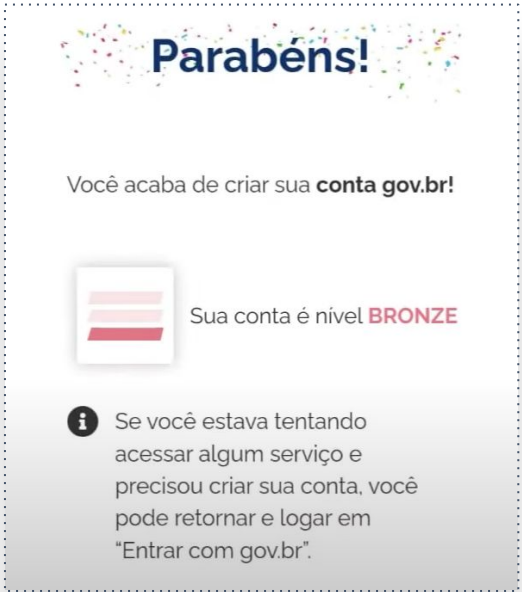 Parabéns!
Você acaba de criar sua conta gov.br!
Sua conta é nível BRONZE
Se você estava tentando
acessar algum serviço e
precisou criar sua conta, você
pode retornar e logar em
“Entrar com gov.br”.